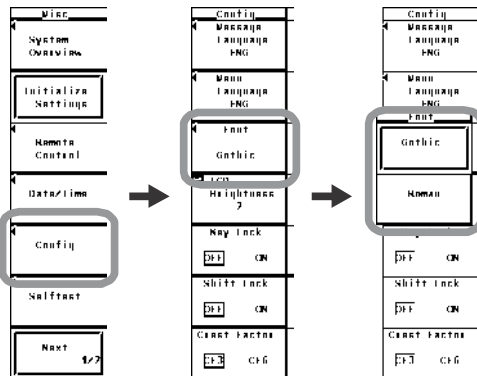 Misc
System
Overview
Initialize
Settings
Remote
Control
Date/Time
Config
Selftest
Next
1/2
Config
Message
Language
ENG
Menu
Language
ENG
Font
Gothic
LCD
Brightness
2
Key Lock
OFF ON
Shift Lock
OFF ON
Crest Factor
CF3 CF6
Config
Message
Language
ENG
Menu
Language
ENG
Font
Gothic
Roman
OFF ON
Shift Lock
OFF ON
Crest Factor
CF3 CF6